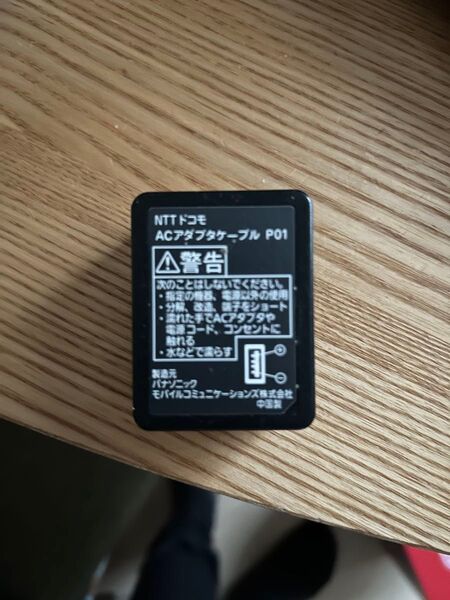 NTTドコモ
ACアダプタケーブル P01
警告
次のことはしないでください。
・指定の機器、電源以外の使用
・分解、改造、端子をショート
・濡れた手でACアダプタや
電源コード、コンセントに
触れる
・水などで濡らす
製造元
パナソニック
モバイルコミュニケーションズ株式会社
中国製